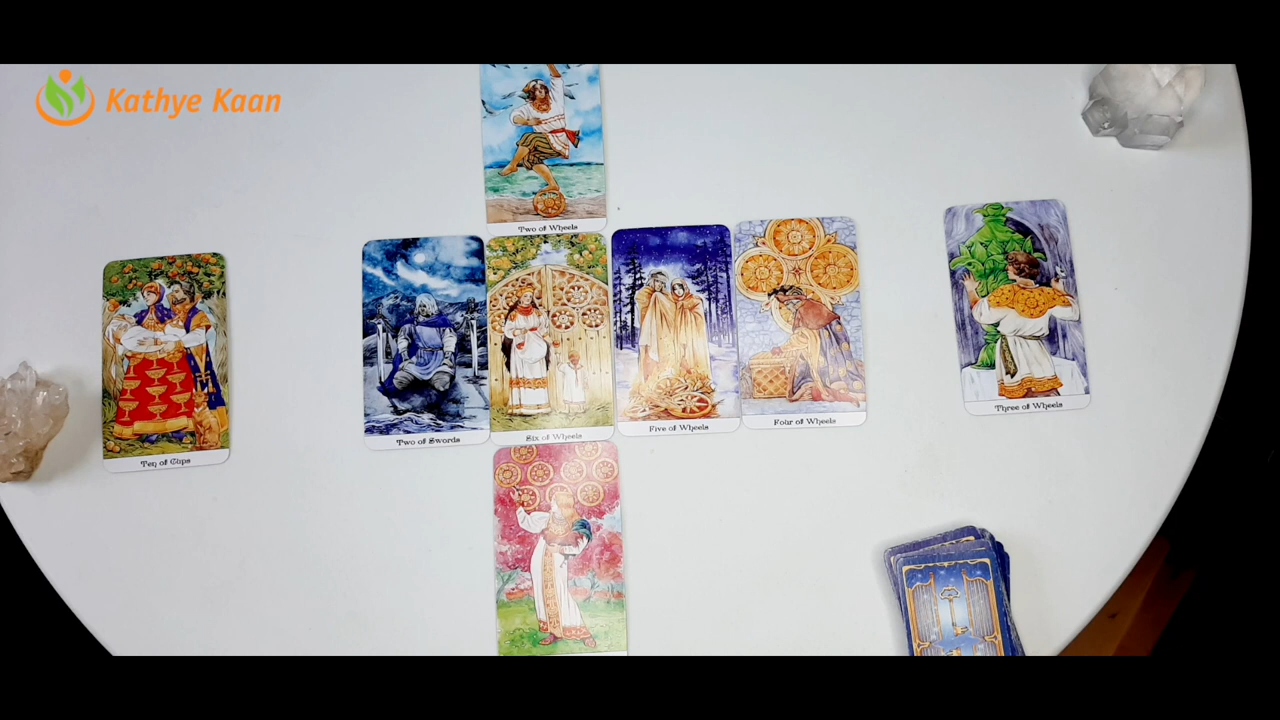 Kathye Kaan
Two of Wheels
Ten of Cups
Two of Swords
Six of Wheels
Five of Wheels
Four of Wheels
Three of Wheels